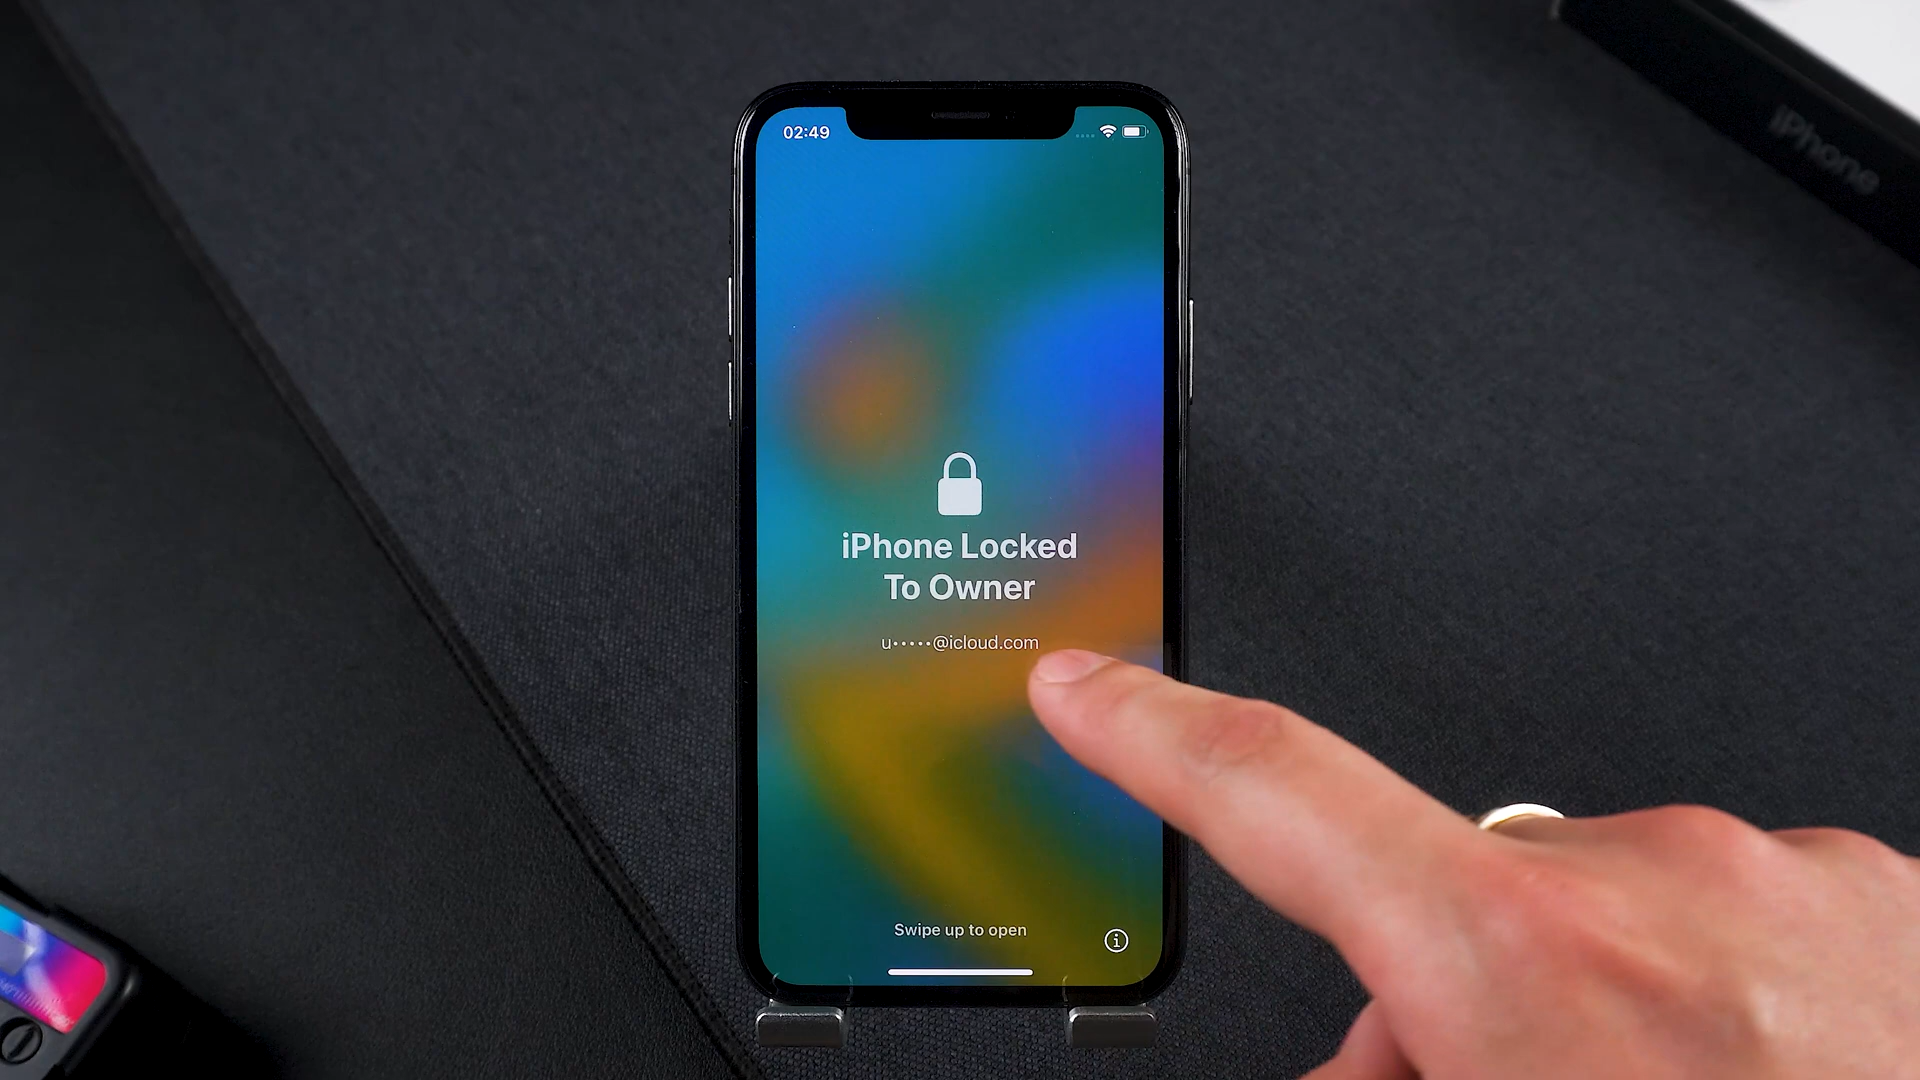 02:49
iPhone
iPhone Locked
To Owner
u•••••@icloud.com
Swipe up to open